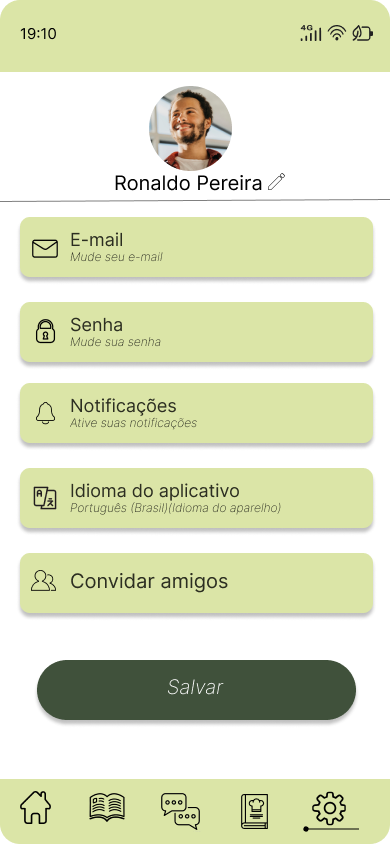 19:10
4G
Ronaldo Pereira
E-mail
Mude seu e-mail
Senha
Mude sua senha
Notificações
Ative suas notificações
Idioma do aplicativo
Português (Brasil)(Idioma do aparelho)
Convidar amigos
Salvar